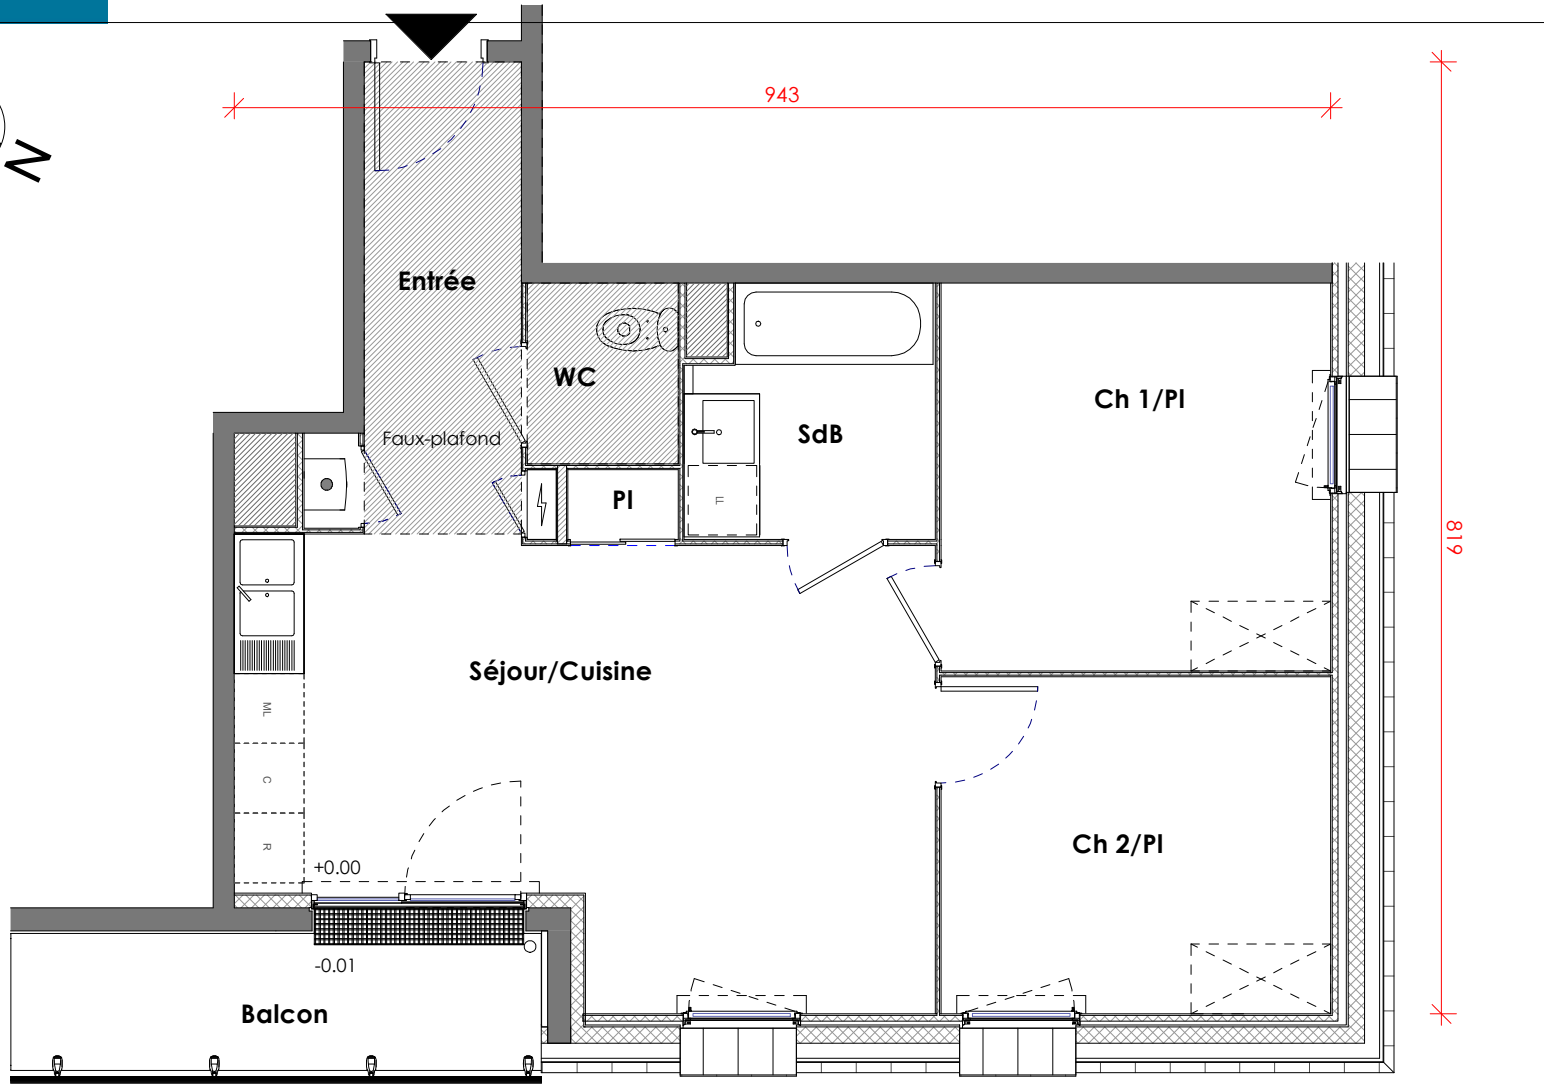 943
N
Entrée
WC
Ch 1/Pl
SdB
Faux-plafond
Pl
LL
819
Séjour/Cuisine
ML
C
R
Ch 2/Pl
+0.00
-0.01
Balcon